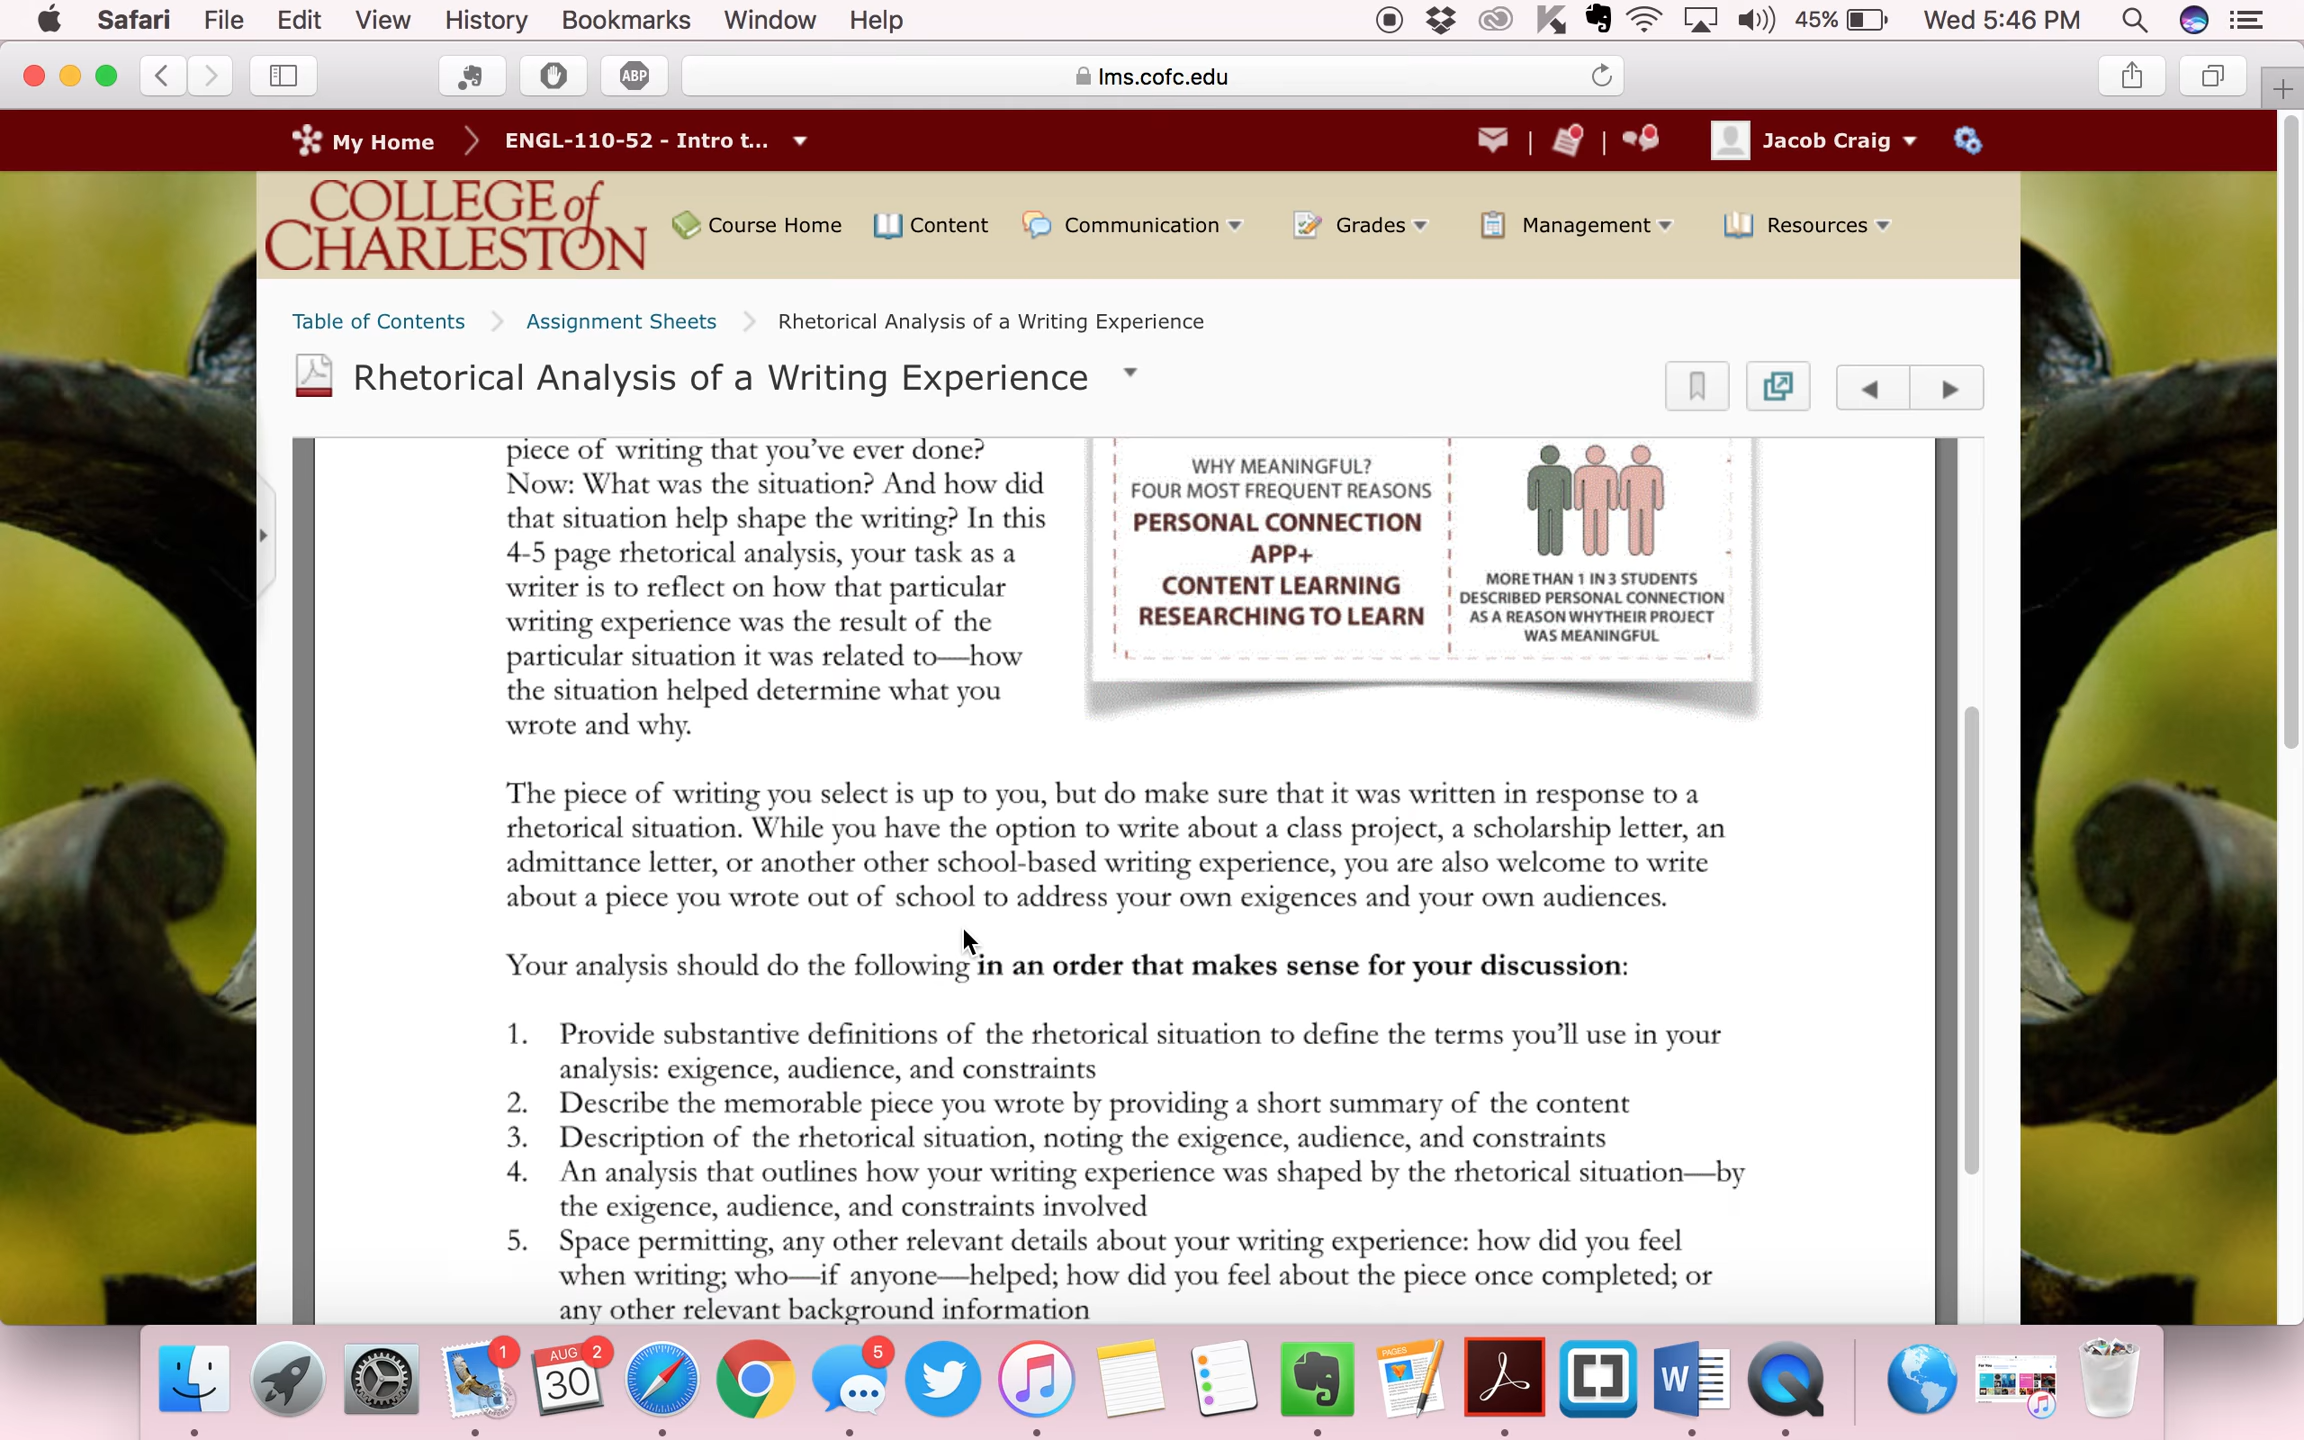 Safari File Edit View History Bookmarks Window Help 45% Wed 5:46 PM
ABP lms.cofc.edu
My Home ENGL-110-52 - Intro t... Jacob Craig
COLLEGE of
CHARLESTON
Course Home Content Communication Grades Management Resources
Table of Contents Assignment Sheets Rhetorical Analysis of a Writing Experience
Rhetorical Analysis of a Writing Experience
piece of writing that you've ever done?
Now: What was the situation? And how did
that situation help shape the writing? In this
4-5 page rhetorical analysis, your task as a
writer is to reflect on how that particular
writing experience was the result of the
particular situation it was related to—how
the situation helped determine what you
wrote and why.
WHY MEANINGFUL?
FOUR MOST FREQUENT REASONS
PERSONAL CONNECTION
APP+
CONTENT LEARNING
RESEARCHING TO LEARN
MORE THAN 1 IN 3 STUDENTS
DESCRIBED PERSONAL CONNECTION
AS A REASON WHYTHEIR PROJECT
WAS MEANINGFUL
The piece of writing you select is up to you, but do make sure that it was written in response to a
rhetorical situation. While you have the option to write about a class project, a scholarship letter, an
admittance letter, or another other school-based writing experience, you are also welcome to write
about a piece you wrote out of school to address your own exigences and your own audiences.
Your analysis should do the following in an order that makes sense for your discussion:
1. Provide substantive definitions of the rhetorical situation to define the terms you'll use in your
analysis: exigence, audience, and constraints
2. Describe the memorable piece you wrote by providing a short summary of the content
3. Description of the rhetorical situation, noting the exigence, audience, and constraints
4. An analysis that outlines how your writing experience was shaped by the rhetorical situation—by
the exigence, audience, and constraints involved
5. Space permitting, any other relevant details about your writing experience: how did you feel
when writing; who—if anyone—helped; how did you feel about the piece once completed; or
any other relevant background information
1 AUG 2 5 PAGES
30 W